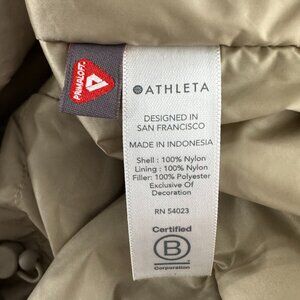 PRIMALOFT
ATHLETA
DESIGNED IN
SAN FRANCISCO
MADE IN INDONESIA
Shell : 100% Nylon
Lining : 100% Nylon
Filler: 100% Polyester
Exclusive Of
Decoration
RN 54023
Certified
B
Corporation